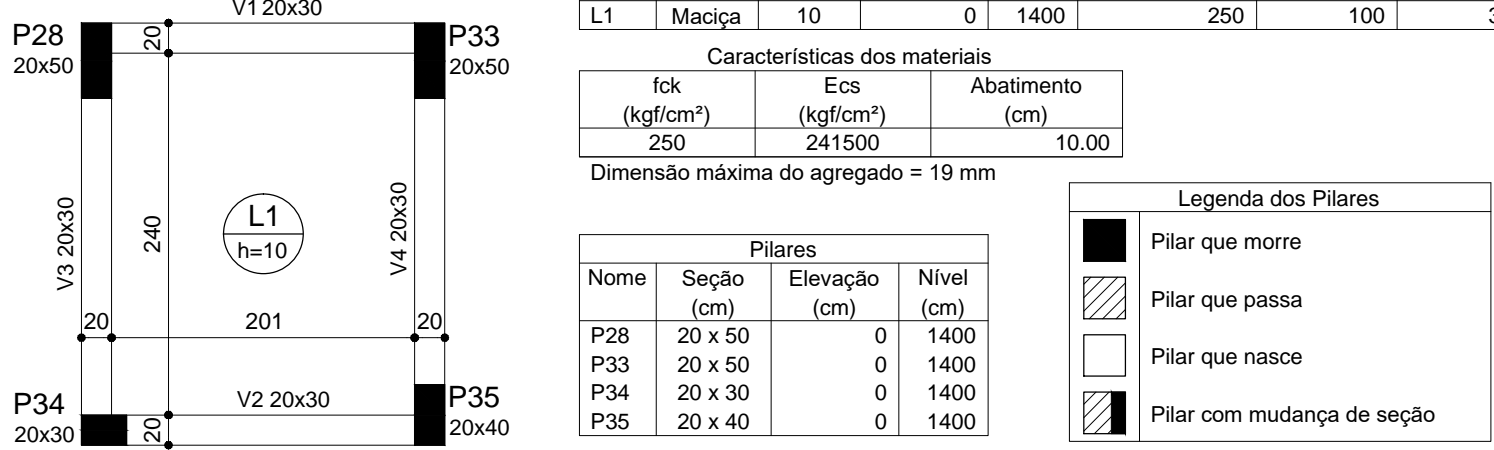 V1 20x30
P28
20x50
20
P33
20x50
V3 20x30
240
L1
h=10
V4 20x30
20
201
20
P34
20x30
20
V2 20x30
P35
20x40
L1 Maciça 10 0 1400 250 100
Características dos materiais
fck Ecs Abatimento
(kgf/cm²) (kgf/cm²) (cm)
250 241500 10.00
Dimensão máxima do agregado = 19 mm
Pilares
Nome Seção Elevação Nível
(cm) (cm) (cm)
P28 20 x 50 0 1400
P33 20 x 50 0 1400
P34 20 x 30 0 1400
P35 20 x 40 0 1400
Legenda dos Pilares
Pilar que morre
Pilar que passa
Pilar que nasce
Pilar com mudança de seção